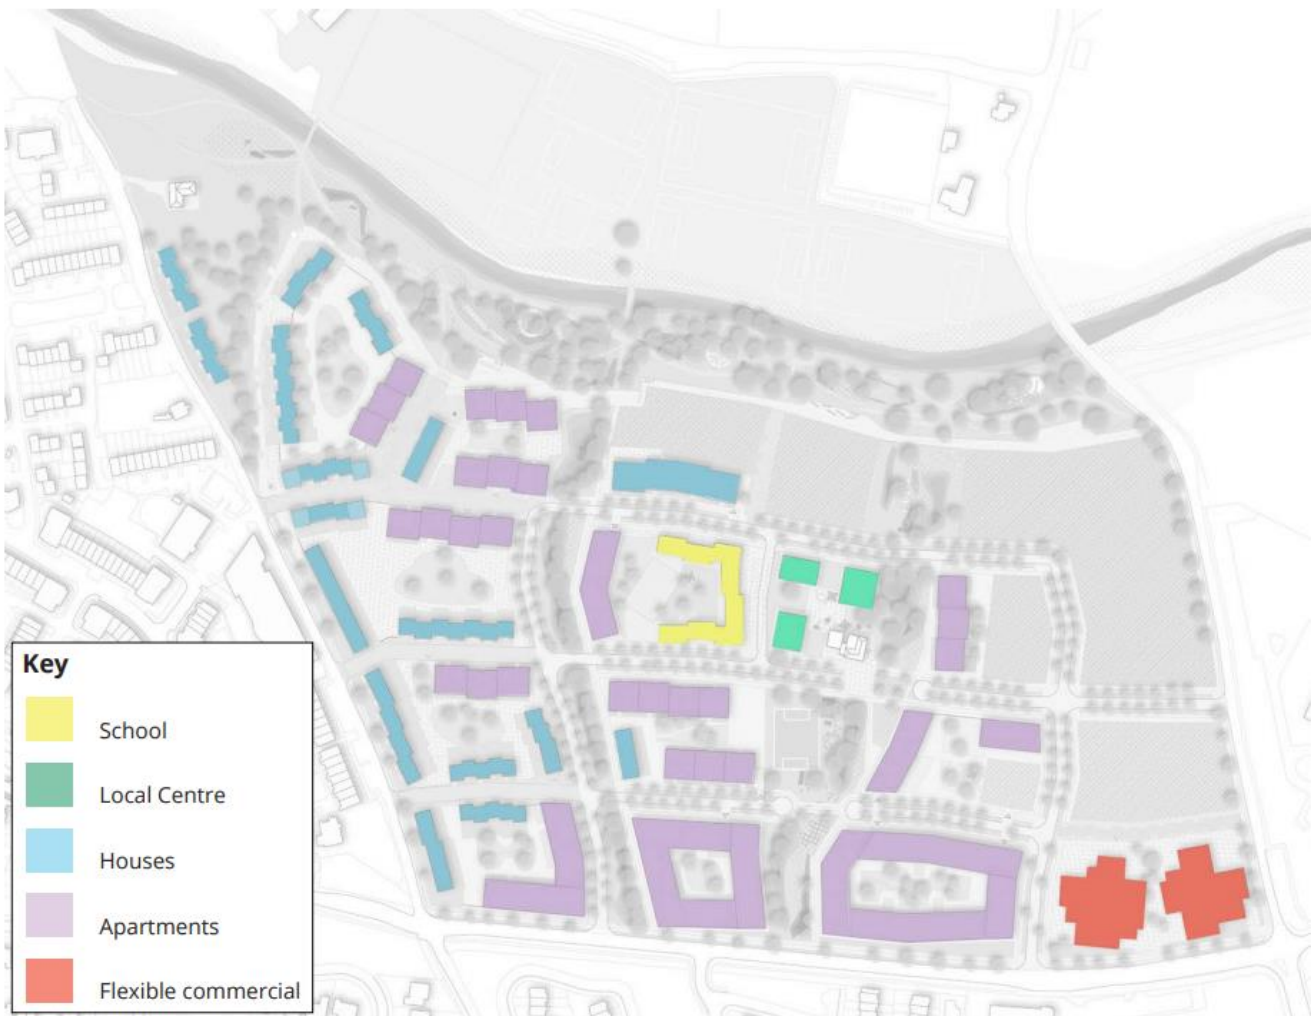 Key
School
Local Centre
Houses
Apartments
Flexible commercial